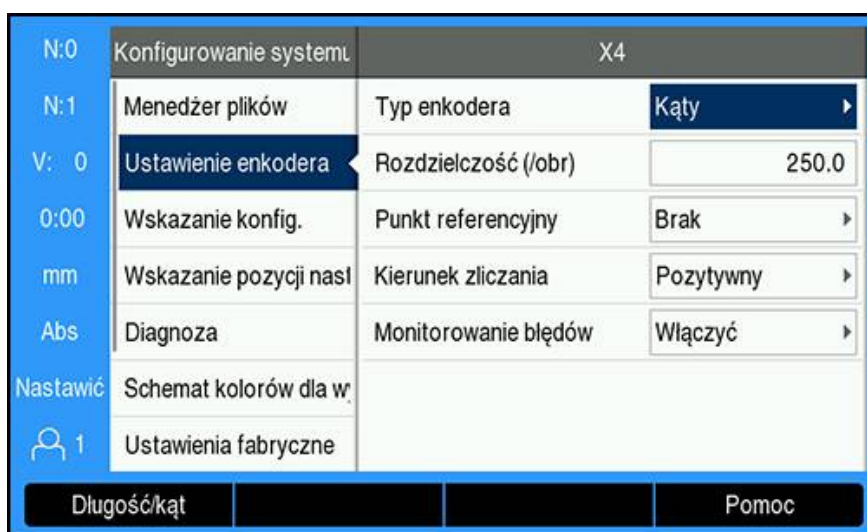 N:0 Konfigurowanie systemu X4
N:1 Menedżer plików Typ enkodera Kąty
V: 0 Ustawienie enkodera Rozdzielczość (/obr) 250.0
0:00 Wskazanie konfig. Punkt referencyjny Brak
mm Wskazanie pozycji nast Kierunek zliczania Pozytywny
Abs Diagnoza Monitorowanie błędów Włączyć
Nastawić Schemat kolorów dla wy
1 Ustawienia fabryczne
Długość/kąt Pomoc